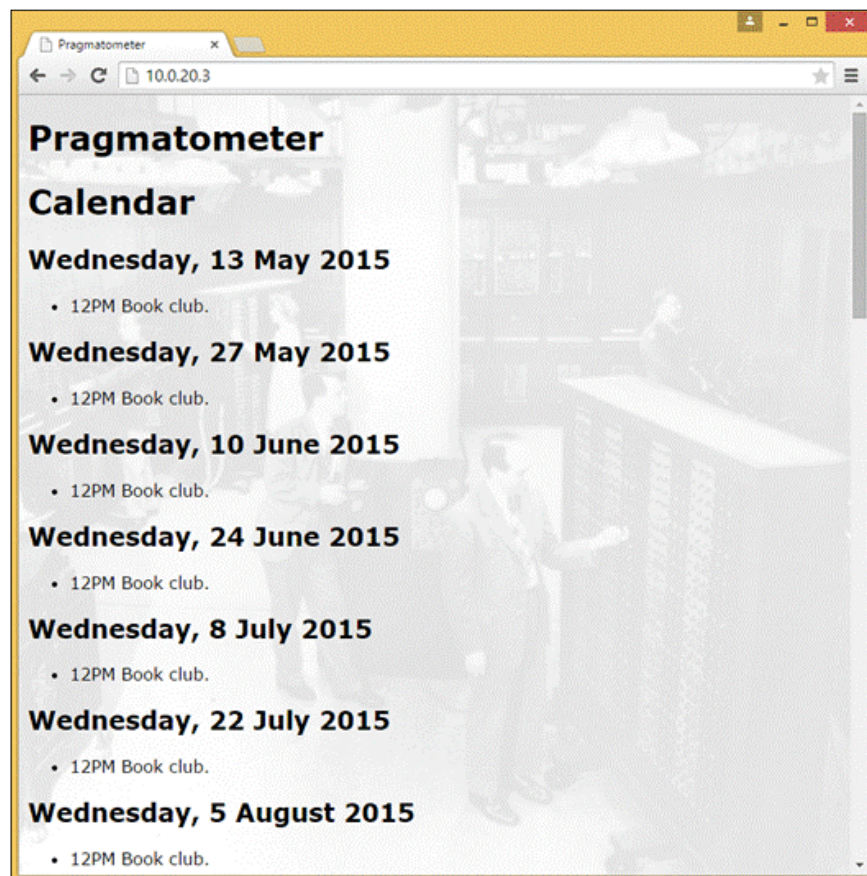 Pragmatometer
10.0.20.3
Pragmatometer
Calendar
Wednesday, 13 May 2015
• 12PM Book club.
Wednesday, 27 May 2015
• 12PM Book club.
Wednesday, 10 June 2015
• 12PM Book club.
Wednesday, 24 June 2015
• 12PM Book club.
Wednesday, 8 July 2015
• 12PM Book club.
Wednesday, 22 July 2015
• 12PM Book club.
Wednesday, 5 August 2015
• 12PM Book club.